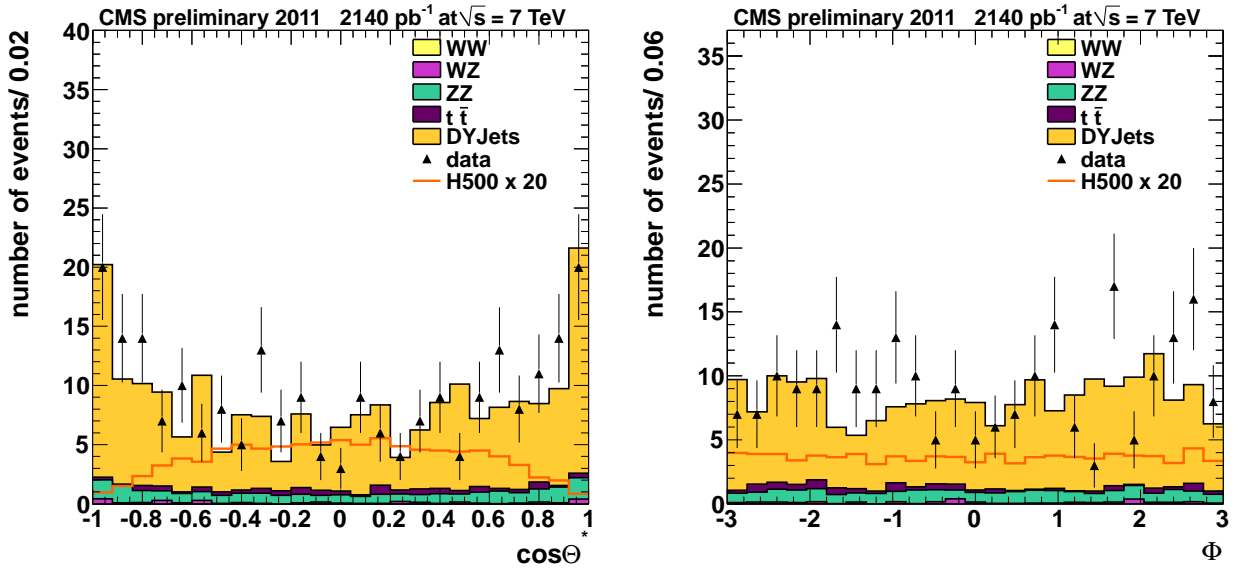 CMS preliminary 2011 2140 pb⁻¹ at √s = 7 TeV
number of events/ 0.02
40
35
30
25
20
15
10
5
0
WW
WZ
ZZ
t t̄
DYJets
data
H500 x 20
-1 -0.8 -0.6 -0.4 -0.2 0 0.2 0.4 0.6 0.8 1
cosΘ*
CMS preliminary 2011 2140 pb⁻¹ at √s = 7 TeV
number of events/ 0.06
35
30
25
20
15
10
5
0
WW
WZ
ZZ
t t̄
DYJets
data
H500 x 20
-3 -2 -1 0 1 2 3
Φ